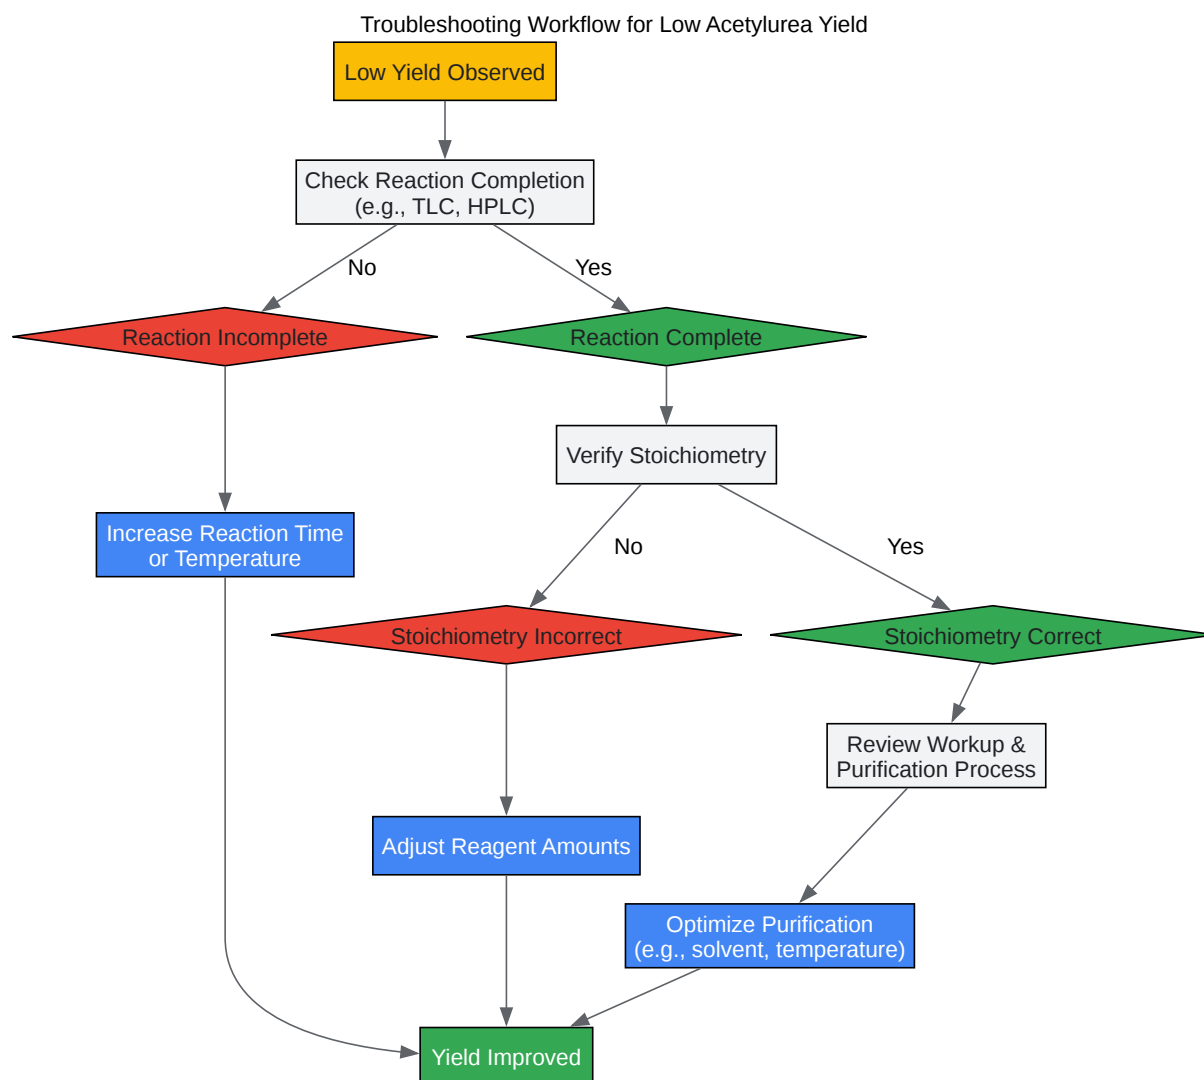 Troubleshooting Workflow for Low Acetylurea Yield
Low Yield Observed
Check Reaction Completion
(e.g., TLC, HPLC)
No
Yes
Reaction Incomplete
Reaction Complete
Verify Stoichiometry
Increase Reaction Time
or Temperature
No
Yes
Stoichiometry Incorrect
Stoichiometry Correct
Review Workup &
Purification Process
Adjust Reagent Amounts
Optimize Purification
(e.g., solvent, temperature)
Yield Improved